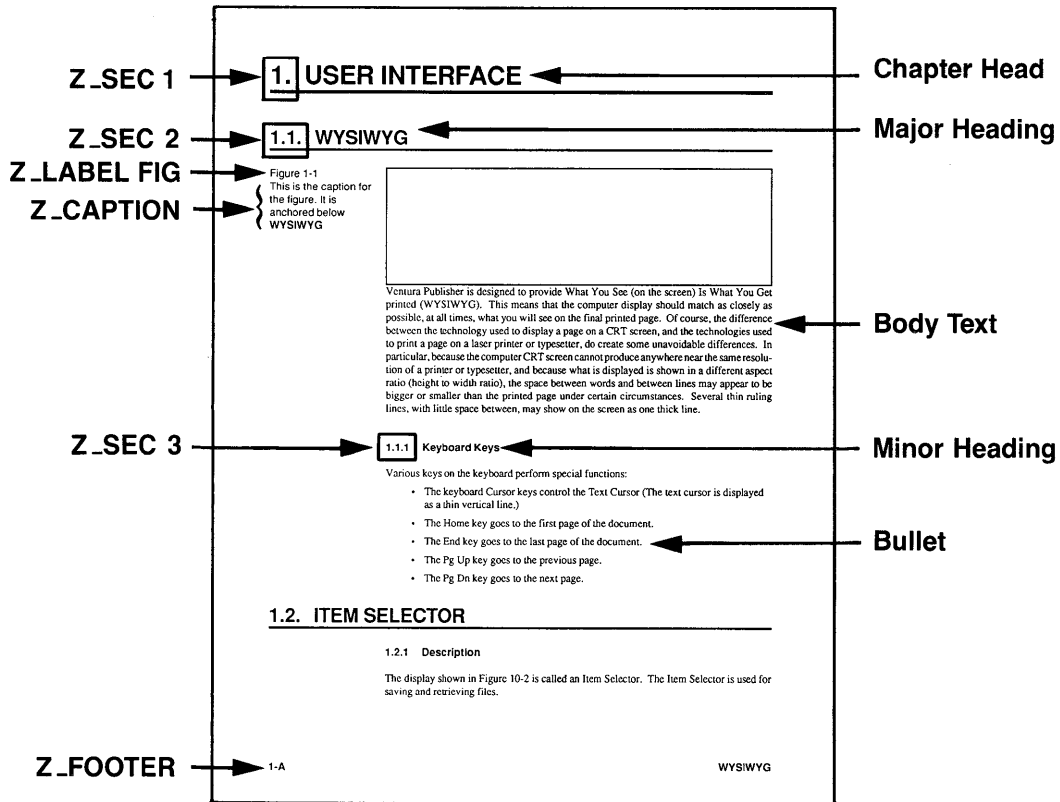 Z_SEC 1
1. USER INTERFACE
Chapter Head
Z_SEC 2
1.1. WYSIWYG
Major Heading
Z_LABEL FIG
Figure 1-1
Z_CAPTION
This is the caption for
the figure. It is
anchored below
WYSIWYG
Ventura Publisher is designed to provide What You See (on the screen) Is What You Get
printed (WYSIWYG). This means that the computer display should match as closely as
possible, at all times, what you will see on the final printed page. Of course, the difference
between the technology used to display a page on a CRT screen, and the technologies used
to print a page on a laser printer or typesetter, do create some unavoidable differences. In
particular, because the computer CRT screen cannot produce anywhere near the same resolu-
tion of a printer or typesetter, and because what is displayed is shown in a different aspect
ratio (height to width ratio), the space between words and between lines may appear to be
bigger or smaller than the printed page under certain circumstances. Several thin ruling
lines, with little space between, may show on the screen as one thick line.
Body Text
Z_SEC 3
1.1.1 Keyboard Keys
Minor Heading
Various keys on the keyboard perform special functions:
• The keyboard Cursor keys control the Text Cursor (The text cursor is displayed
as a thin vertical line.)
• The Home key goes to the first page of the document.
• The End key goes to the last page of the document.
Bullet
• The Pg Up key goes to the previous page.
• The Pg Dn key goes to the next page.
1.2. ITEM SELECTOR
1.2.1 Description
The display shown in Figure 10-2 is called an Item Selector. The Item Selector is used for
saving and retrieving files.
Z_FOOTER
1-A
WYSIWYG